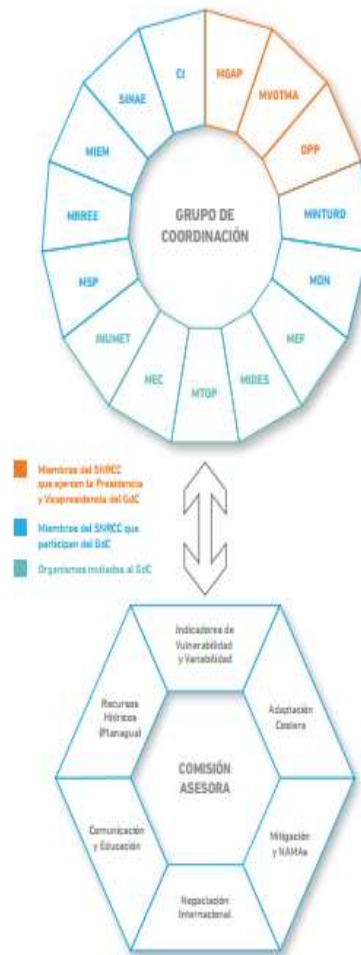 CI
MGAP
MVOTMA
OPP
MINTURD
MDN
MEF
MIDES
MTOP
MEC
INUMET
MSP
MRREE
MIEM
SINAE
GRUPO DE
COORDINACIÓN
Miembros del SNRCC
que ejercen la Presidencia
y Vicepresidencia del GdC
Miembros del SNRCC que
participan del GdC
Organismos invitados al GdC
Indicadores de
Vulnerabilidad
y Variabilidad
Adaptación
Costera
Mitigación
y NAMAs
Negociación
Internacional
Comunicación
y Educación
Recursos
Hídricos
(Planagua)
COMISIÓN
ASESORA